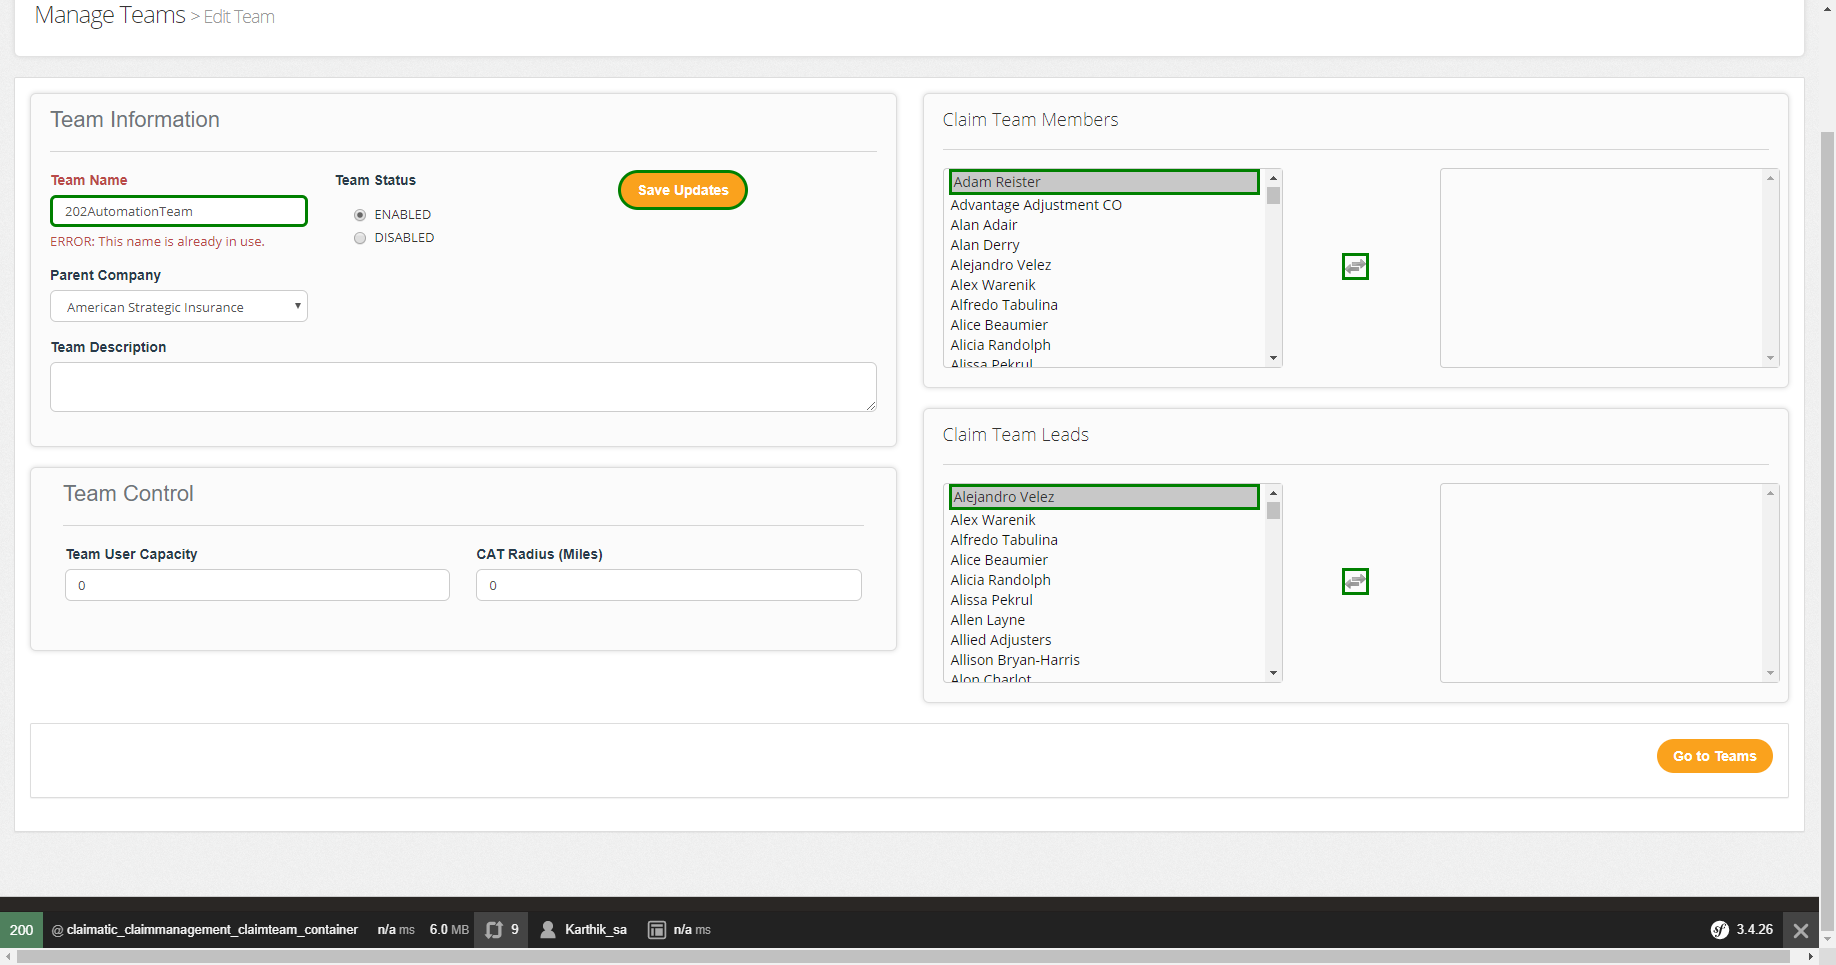 Manage Teams > Edit Team
Team Information
Team Name
202AutomationTeam
ERROR: This name is already in use.
Team Status
ENABLED
DISABLED
Save Updates
Parent Company
American Strategic Insurance
Team Description
Team Control
Team User Capacity
0
CAT Radius (Miles)
0
Claim Team Members
Adam Reister
Advantage Adjustment CO
Alan Adair
Alan Derry
Alejandro Velez
Alex Warenik
Alfredo Tabulina
Alice Beaumier
Alicia Randolph
Alissa Pekrul
Claim Team Leads
Alejandro Velez
Alex Warenik
Alfredo Tabulina
Alice Beaumier
Alicia Randolph
Alissa Pekrul
Allen Layne
Allied Adjusters
Allison Bryan-Harris
Alon Charlot
Go to Teams
200 @ claimatic_claimmanagement_claimteam_container n/a ms 6.0 MB 9 Karthik_sa n/a ms sf 3.4.26